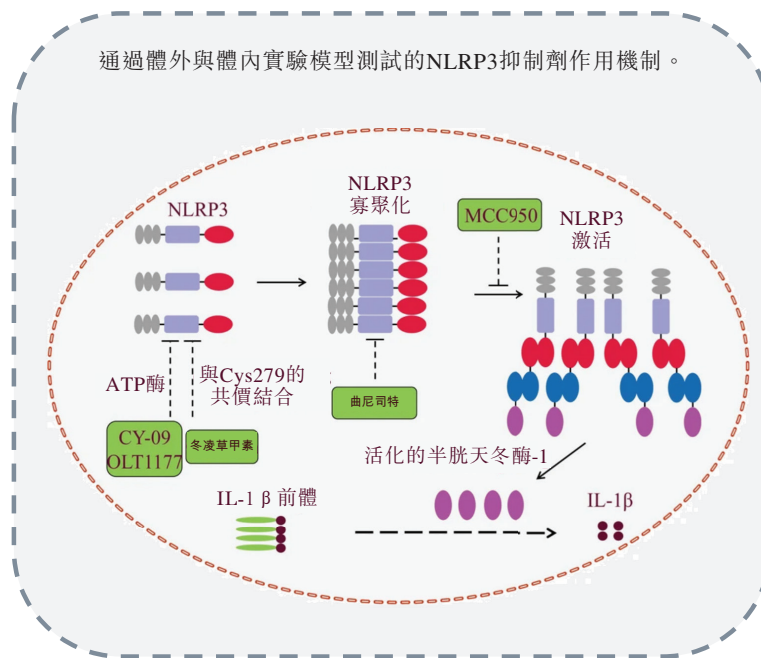 通過體外與體內實驗模型測試的NLRP3抑制劑作用機制。
NLRP3
NLRP3
寡聚化
MCC950
NLRP3
激活
ATP酶
與Cys279的
共價結合
CY-09
OLT1177
冬凌草甲素
曲尼司特
活化的半胱天冬酶-1
IL-1 β 前體
IL-1β